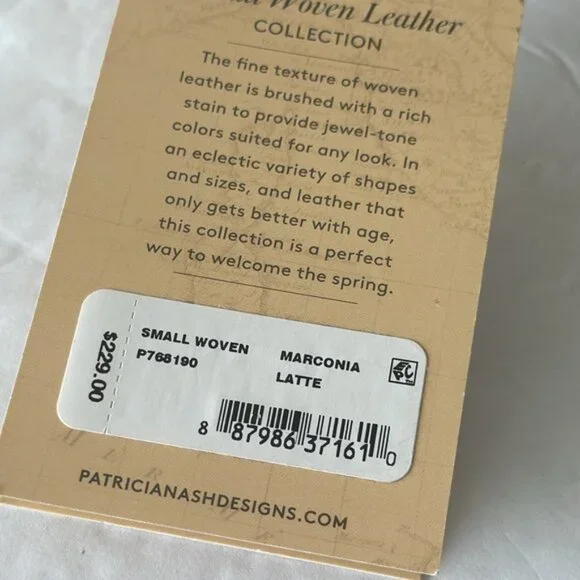 Woven Leather
COLLECTION
The fine texture of woven
leather is brushed with a rich
stain to provide jewel-tone
colors suited for any look. In
an eclectic variety of shapes
and sizes, and leather that
only gets better with age,
this collection is a perfect
way to welcome the spring.
$229.00
SMALL WOVEN
P768190
MARCONIA
LATTE
8 87986 37161 0
PATRICIANASHDESIGNS.COM